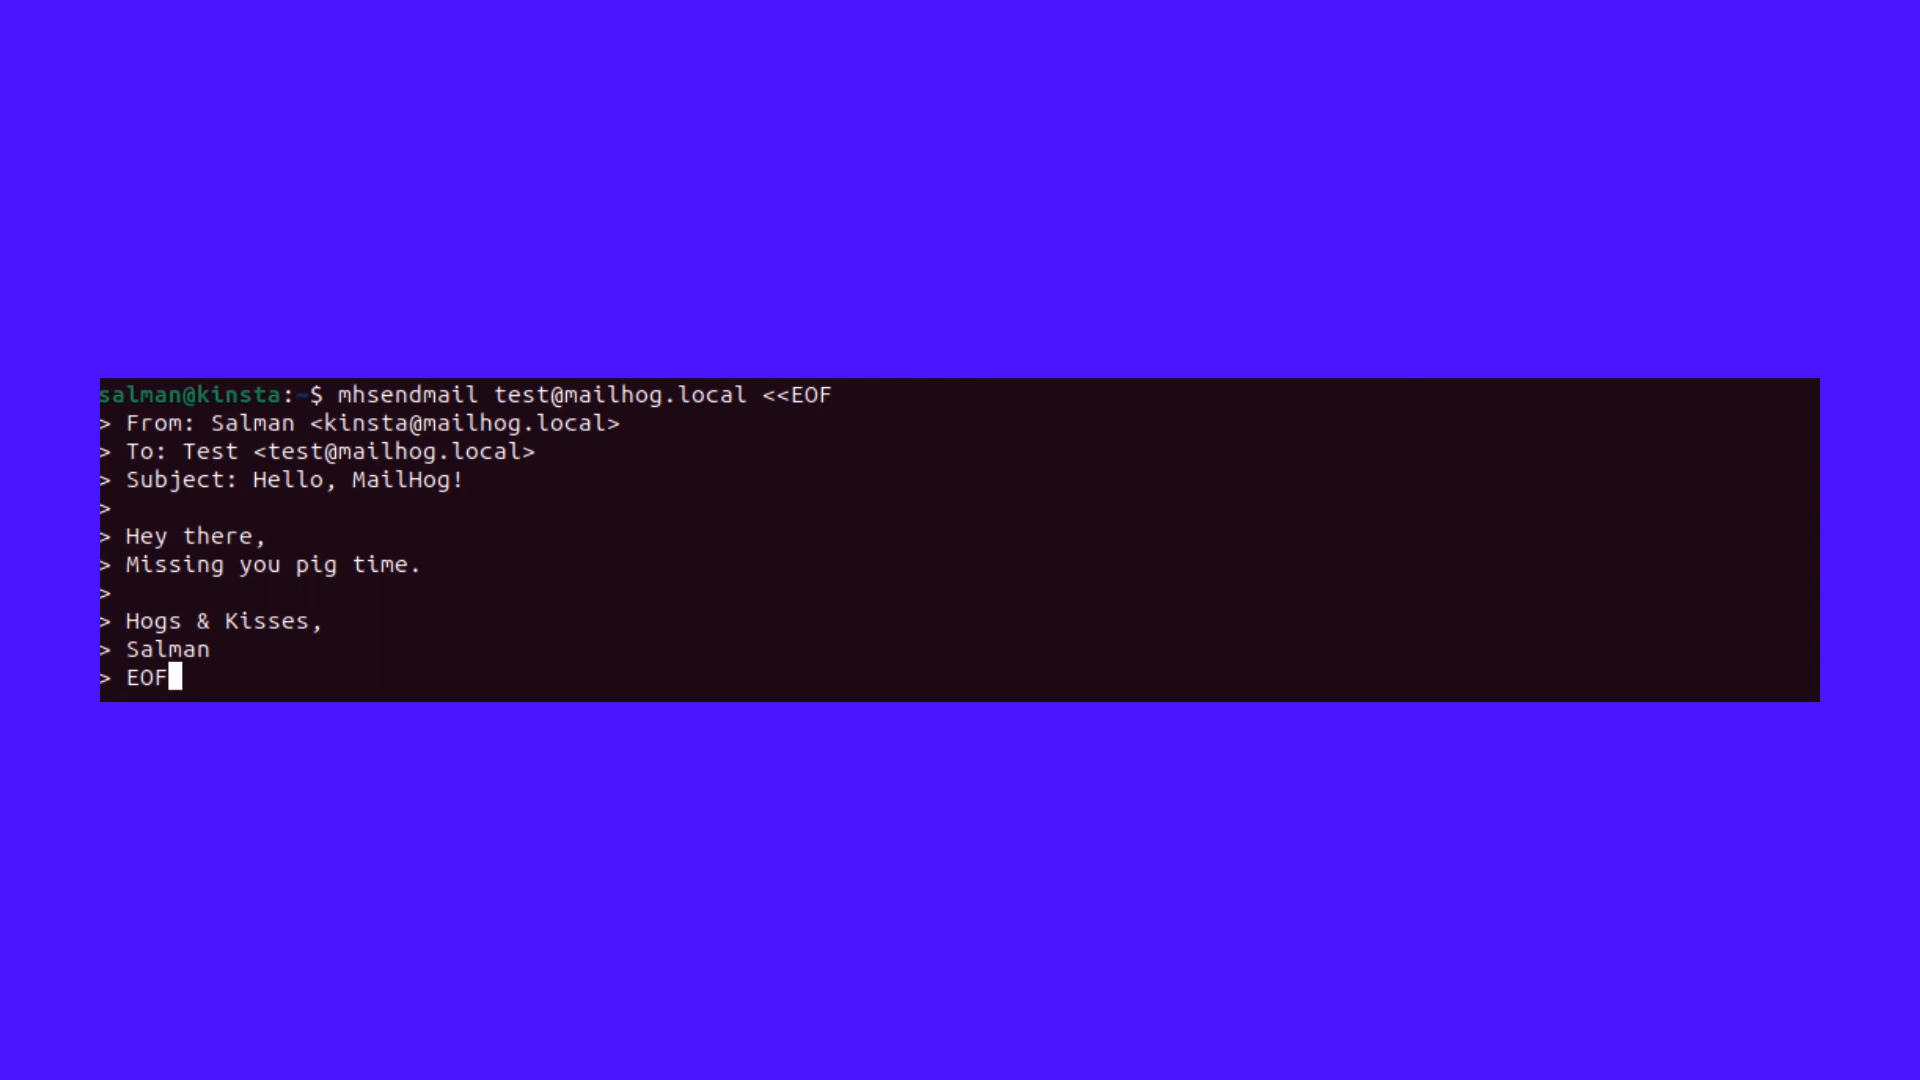 salman@kinsta:~$ mhsendmail test@mailhog.local <<EOF
> From: Salman <kinsta@mailhog.local>
> To: Test <test@mailhog.local>
> Subject: Hello, MailHog!
>
> Hey there,
> Missing you pig time.
>
> Hogs & Kisses,
> Salman
> EOF